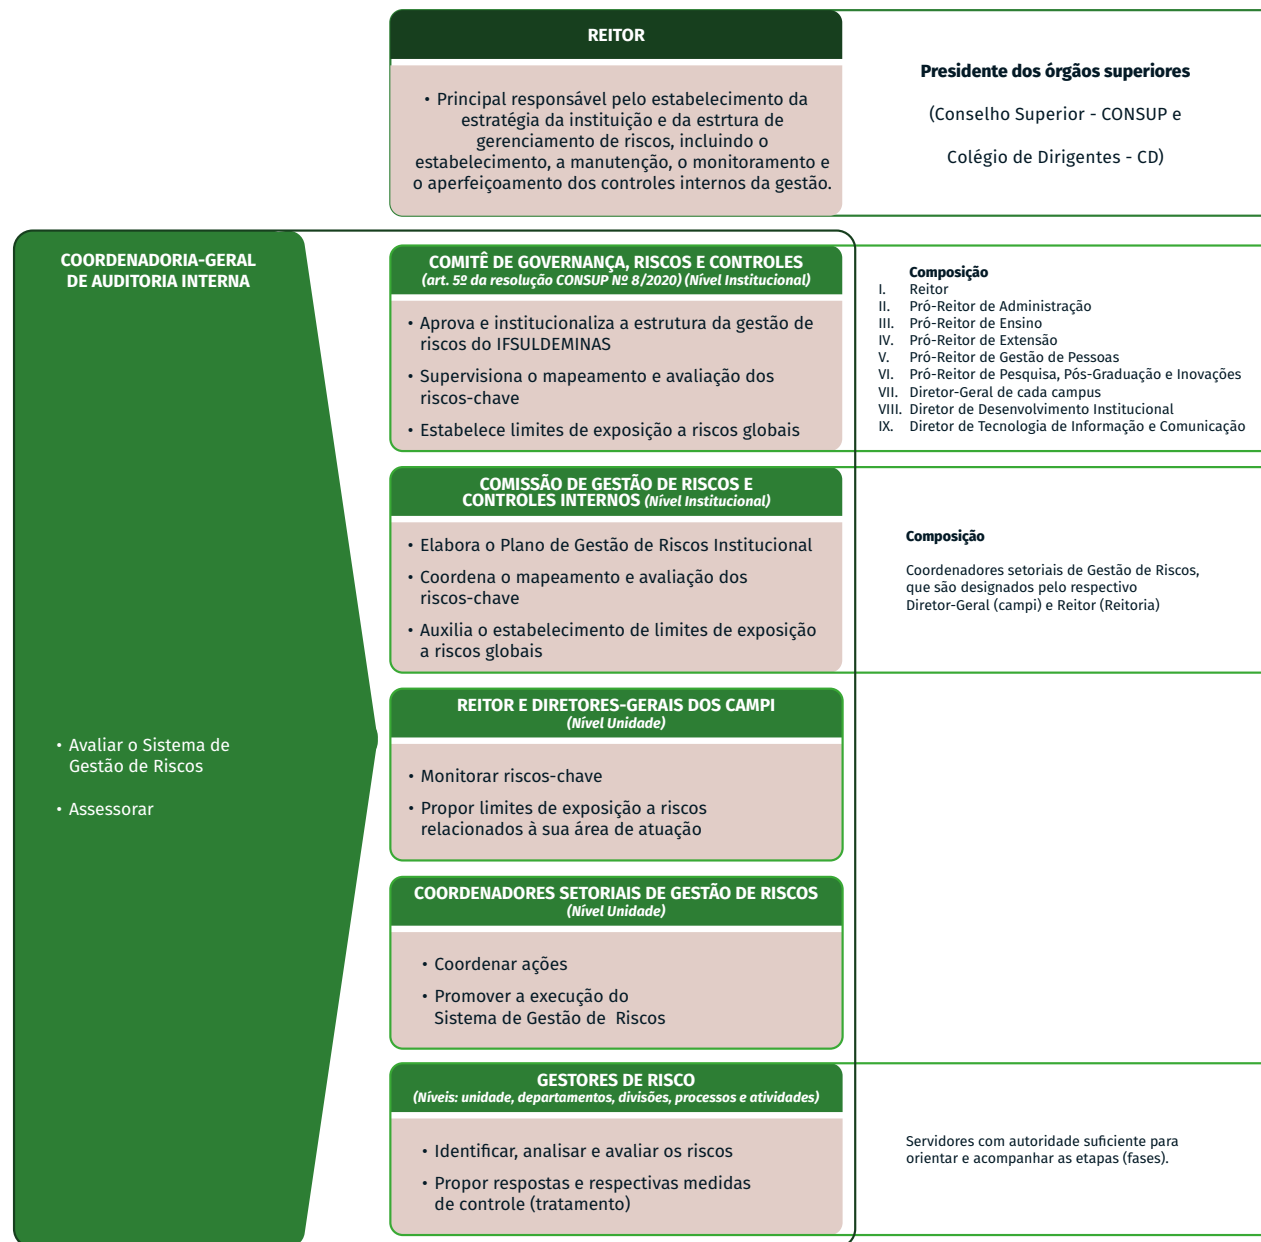 REITOR
• Principal responsável pelo estabelecimento da
estratégia da instituição e da estrtura de
gerenciamento de riscos, incluindo o
estabelecimento, a manutenção, o monitoramento e
o aperfeiçoamento dos controles internos da gestão.
Presidente dos órgãos superiores
(Conselho Superior - CONSUP e
Colégio de Dirigentes - CD)
COORDENADORIA-GERAL
DE AUDITORIA INTERNA
• Avaliar o Sistema de
Gestão de Riscos
• Assessorar
COMITÊ DE GOVERNANÇA, RISCOS E CONTROLES
(art. 5º da resolução CONSUP Nº 8/2020) (Nível Institucional)
• Aprova e institucionaliza a estrutura da gestão de
riscos do IFSULDEMINAS
• Supervisiona o mapeamento e avaliação dos
riscos-chave
• Estabelece limites de exposição a riscos globais
Composição
I. Reitor
II. Pró-Reitor de Administração
III. Pró-Reitor de Ensino
IV. Pró-Reitor de Extensão
V. Pró-Reitor de Gestão de Pessoas
VI. Pró-Reitor de Pesquisa, Pós-Graduação e Inovações
VII. Diretor-Geral de cada campus
VIII. Diretor de Desenvolvimento Institucional
IX. Diretor de Tecnologia de Informação e Comunicação
COMISSÃO DE GESTÃO DE RISCOS E
CONTROLES INTERNOS (Nível Institucional)
• Elabora o Plano de Gestão de Riscos Institucional
• Coordena o mapeamento e avaliação dos
riscos-chave
• Auxilia o estabelecimento de limites de exposição
a riscos globais
Composição
Coordenadores setoriais de Gestão de Riscos,
que são designados pelo respectivo
Diretor-Geral (campi) e Reitor (Reitoria)
REITOR E DIRETORES-GERAIS DOS CAMPI
(Nível Unidade)
• Monitorar riscos-chave
• Propor limites de exposição a riscos
relacionados à sua área de atuação
COORDENADORES SETORIAIS DE GESTÃO DE RISCOS
(Nível Unidade)
• Coordenar ações
• Promover a execução do
Sistema de Gestão de Riscos
GESTORES DE RISCO
(Níveis: unidade, departamentos, divisões, processos e atividades)
• Identificar, analisar e avaliar os riscos
• Propor respostas e respectivas medidas
de controle (tratamento)
Servidores com autoridade suficiente para
orientar e acompanhar as etapas (fases).